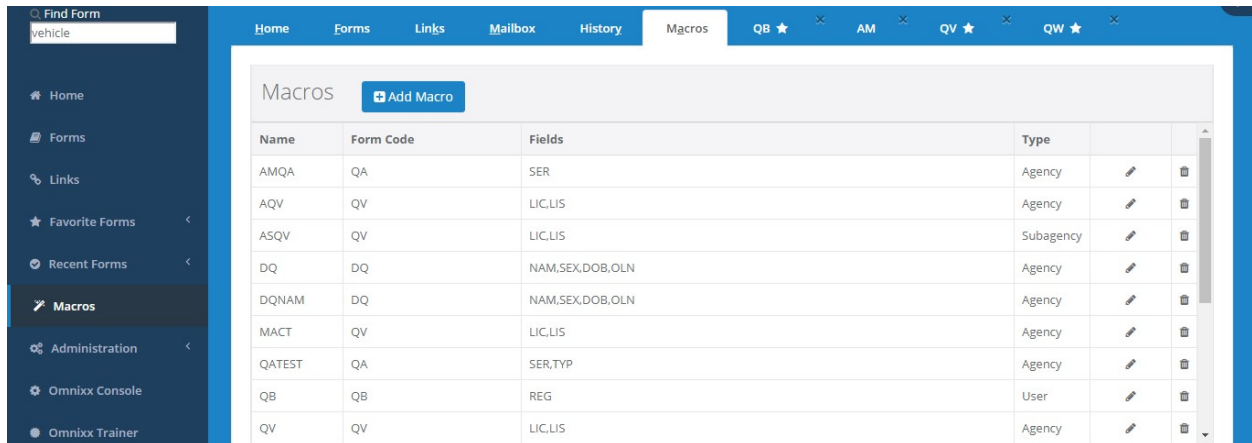 Find Form
vehicle
Home Forms Links Mailbox History Macros QB AM QV QW
Home
Forms
Links
Favorite Forms
Recent Forms
Macros
Administration
Omnixx Console
Omnixx Trainer
Macros Add Macro
Name Form Code Fields Type
AMQA QA SER Agency
AQV QV LIC,LIS Agency
ASQV QV LIC,LIS Subagency
DQ DQ NAM,SEX,DOB,OLN Agency
DQNAM DQ NAM,SEX,DOB,OLN Agency
MACT QV LIC,LIS Agency
QATEST QA SER,TYP Agency
QB QB REG User
QV QV LIC,LIS Agency